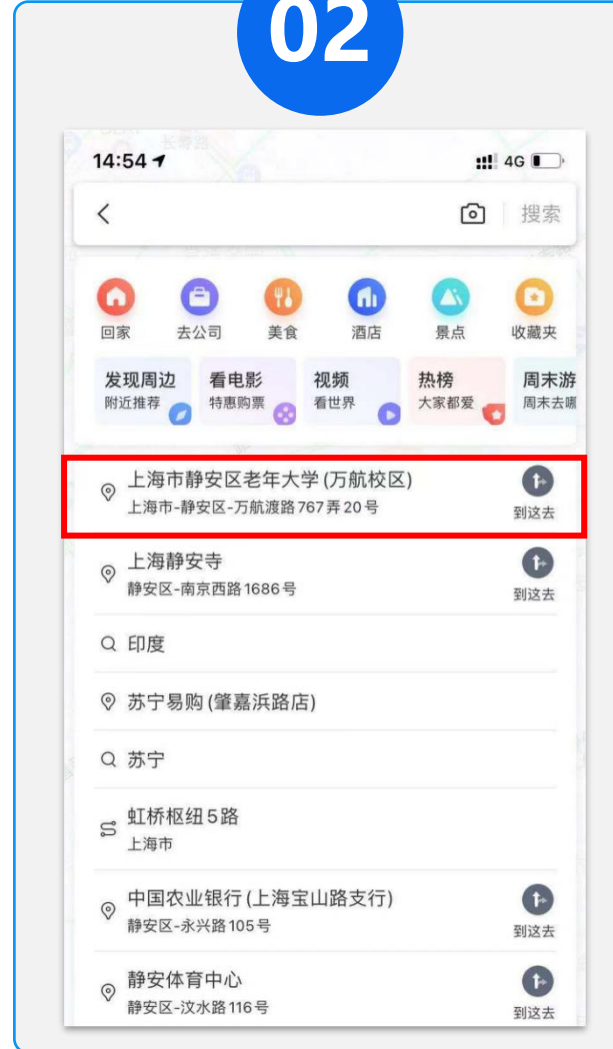 02
14:54
4G
搜索
回家 去公司 美食 酒店 景点 收藏夹
发现周边 看电影 视频 热榜 周末游
附近推荐 特惠购票 看世界 大家都爱 周末去哪
上海市静安区老年大学(万航校区)
上海市-静安区-万航渡路767弄20号
到这去
上海静安寺
静安区-南京西路1686号
到这去
印度
苏宁易购(肇嘉浜路店)
苏宁
虹桥枢纽5路
上海市
中国农业银行(上海宝山路支行)
静安区-永兴路105号
到这去
静安体育中心
静安区-汶水路116号
到这去